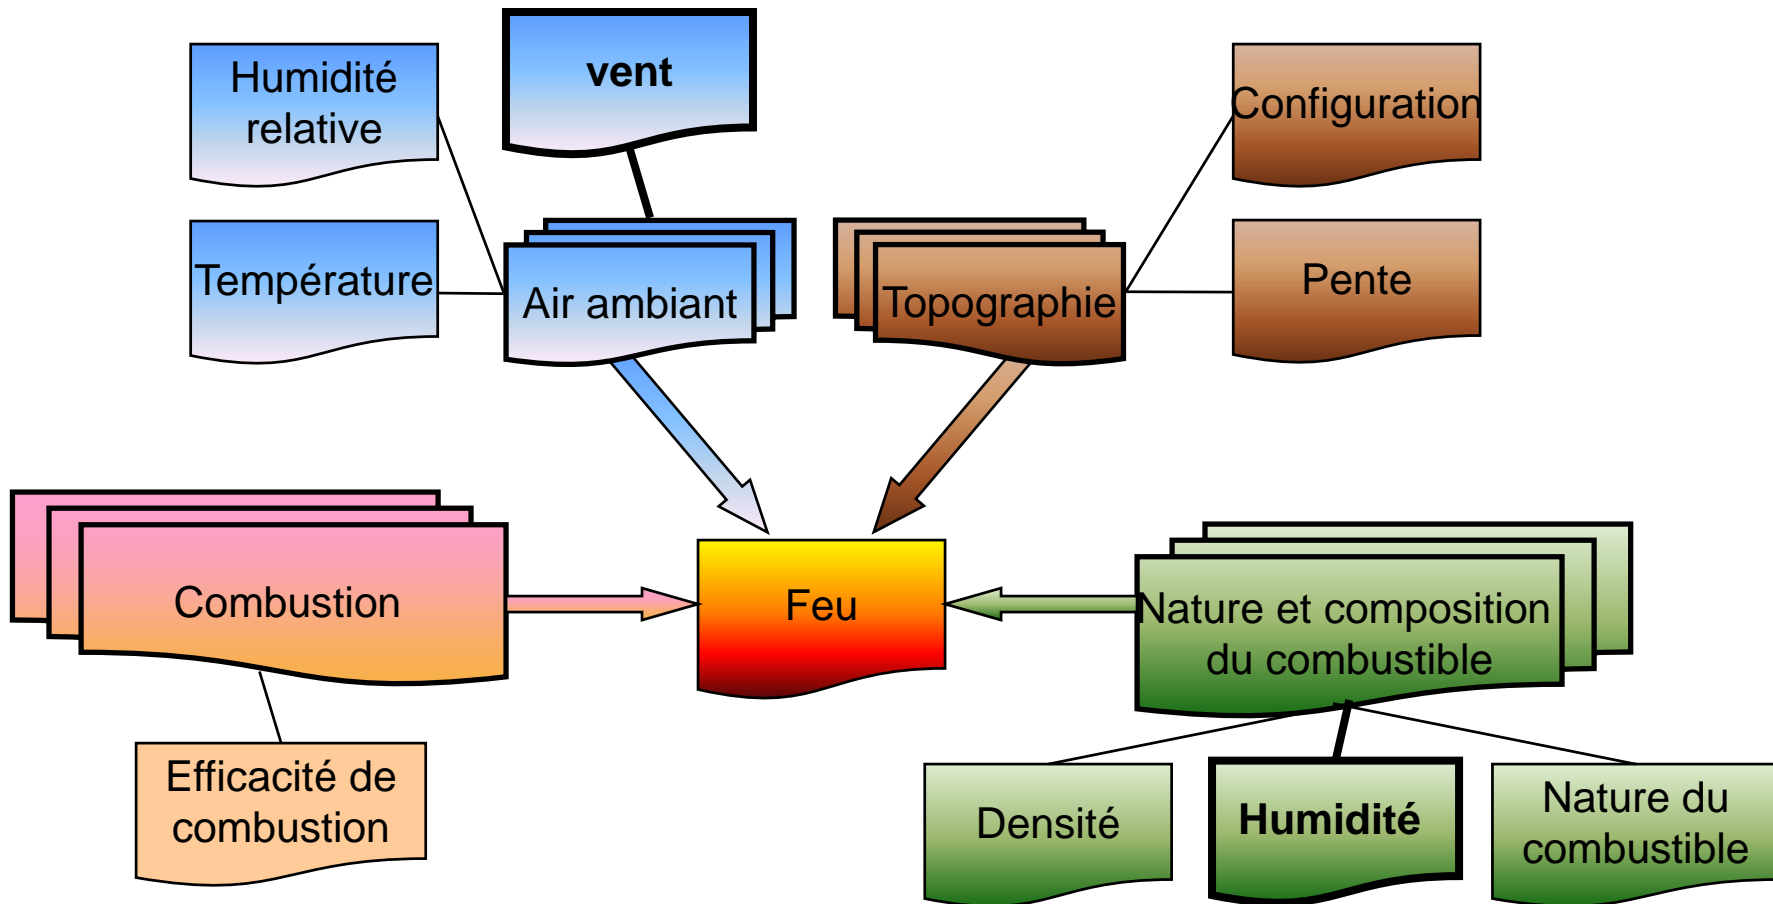 Humidité
relative
vent
Configuration
Température
Air ambiant
Topographie
Pente
Combustion
Feu
Nature et composition
du combustible
Efficacité de
combustion
Densité
Humidité
Nature du
combustible